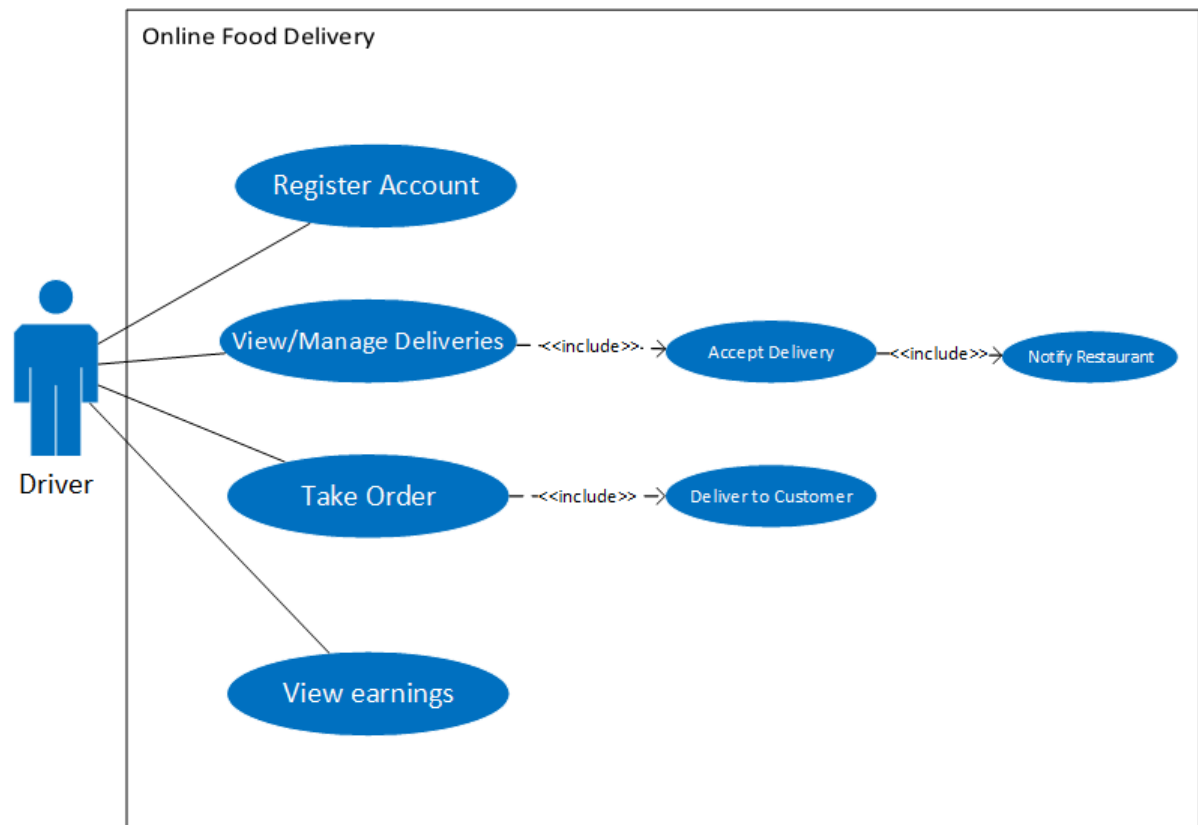 Online Food Delivery
Register Account
View/Manage Deliveries
<<include>>
Accept Delivery
<<include>>
Notify Restaurant
Driver
Take Order
<<include>>
Deliver to Customer
View earnings